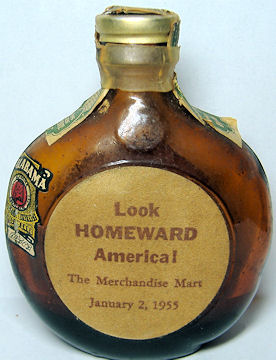 Look
HOMEWARD
America!
The Merchandise Mart
January 2, 1955